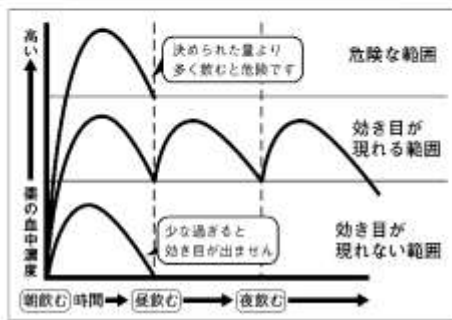 高い
薬の血中濃度
決められた量より
多く飲むと危険です
危険な範囲
効き目が
現れる範囲
少な過ぎると
効き目が出ません
効き目が
現れない範囲
朝飲む 時間 昼飲む 夜飲む